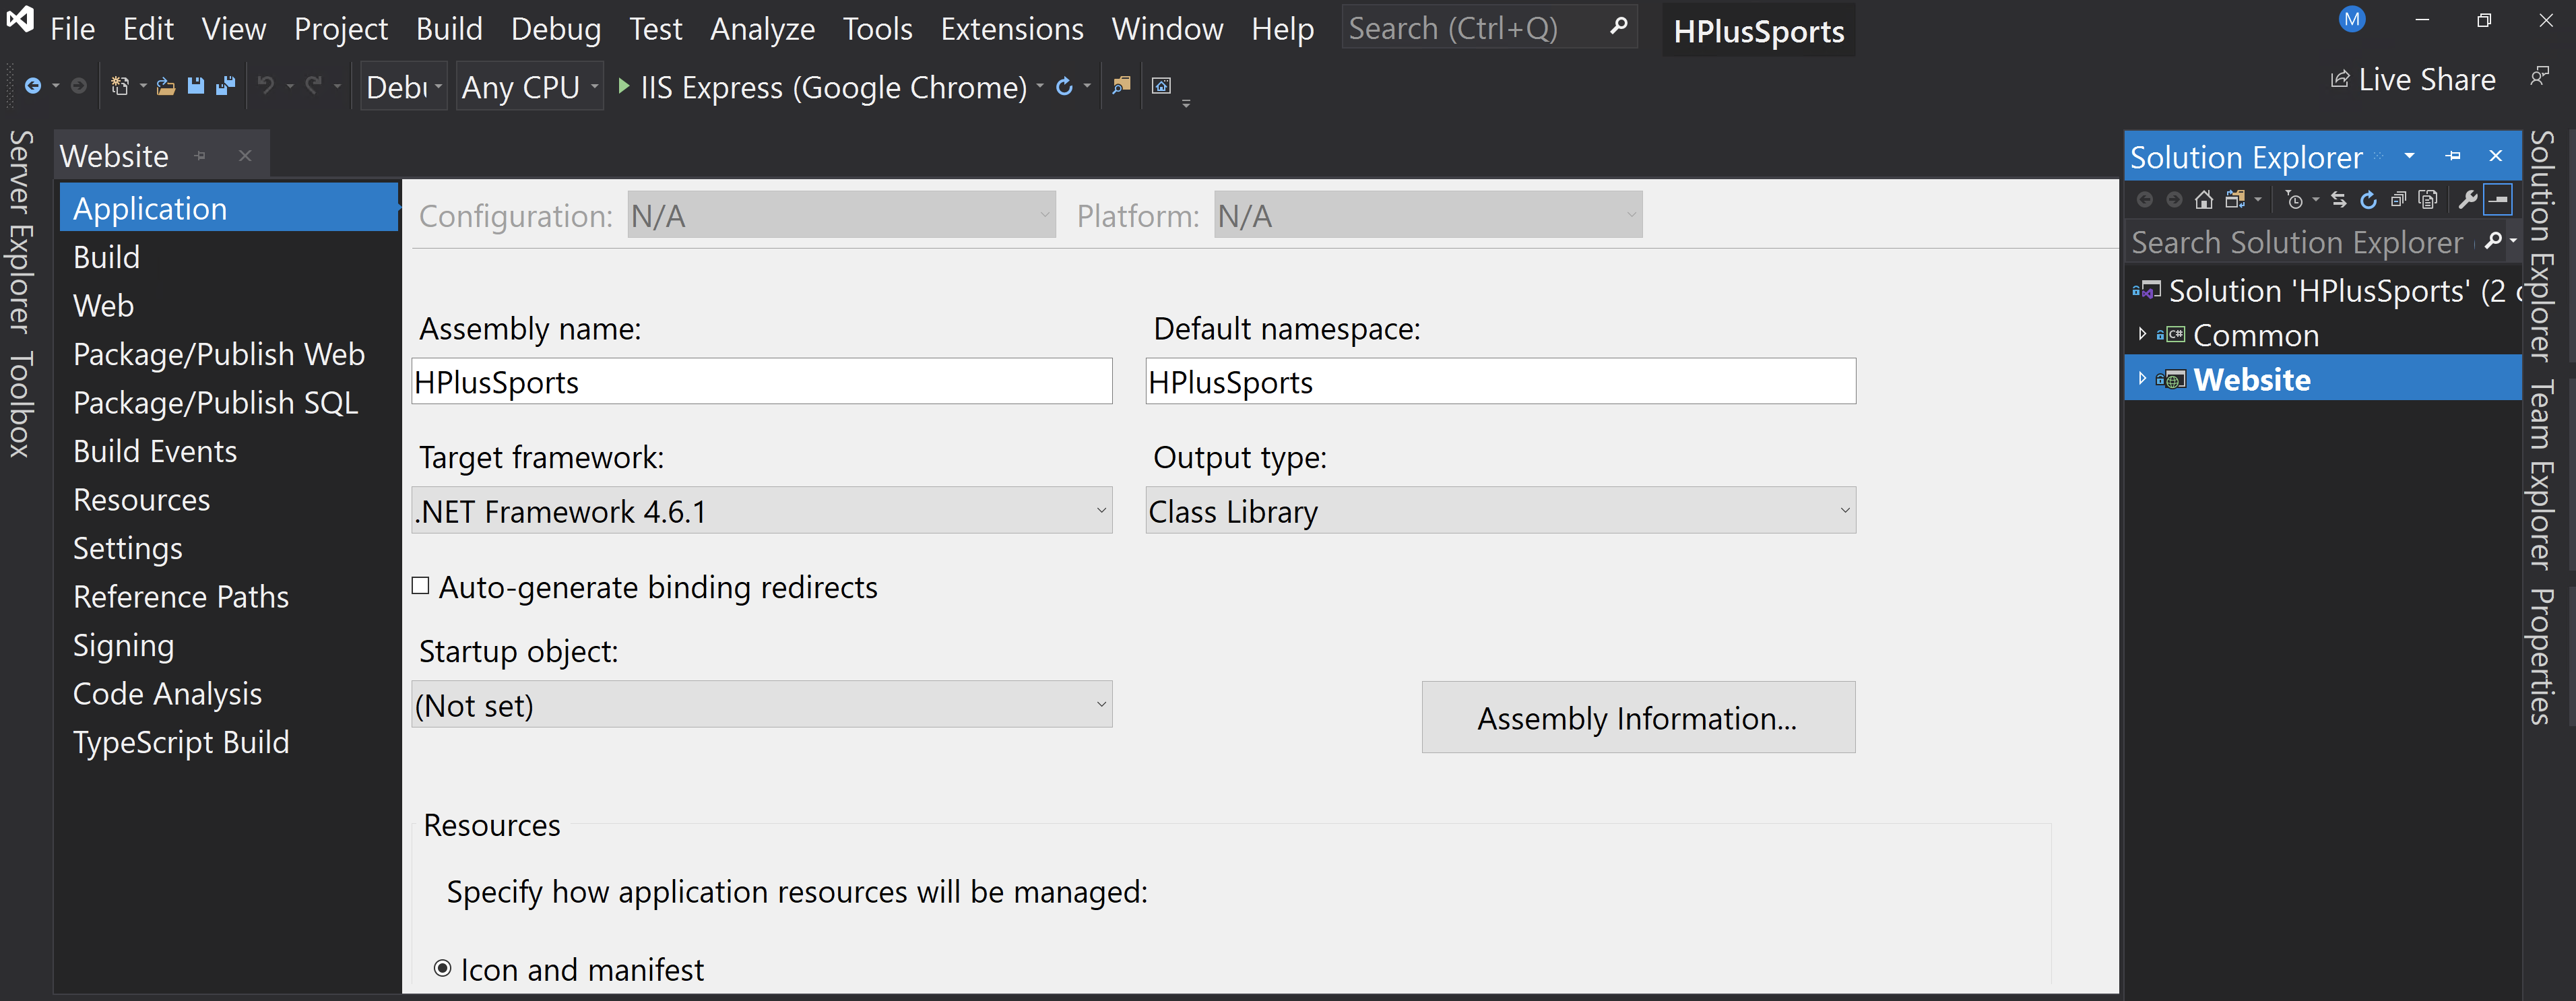 File Edit View Project Build Debug Test Analyze Tools Extensions Window Help Search (Ctrl+Q) HPlusSports M
Debu Any CPU IIS Express (Google Chrome) Live Share
Server Explorer
Toolbox
Website
Application
Build
Web
Package/Publish Web
Package/Publish SQL
Build Events
Resources
Settings
Reference Paths
Signing
Code Analysis
TypeScript Build
Configuration: N/A Platform: N/A
Assembly name: Default namespace:
HPlusSports HPlusSports
Target framework: Output type:
.NET Framework 4.6.1 Class Library
Auto-generate binding redirects
Startup object:
(Not set)
Assembly Information...
Resources
Specify how application resources will be managed:
Icon and manifest
Solution Explorer
Search Solution Explorer
Solution 'HPlusSports' (2
C# Common
Website
Solution Explorer
Team Explorer
Properties